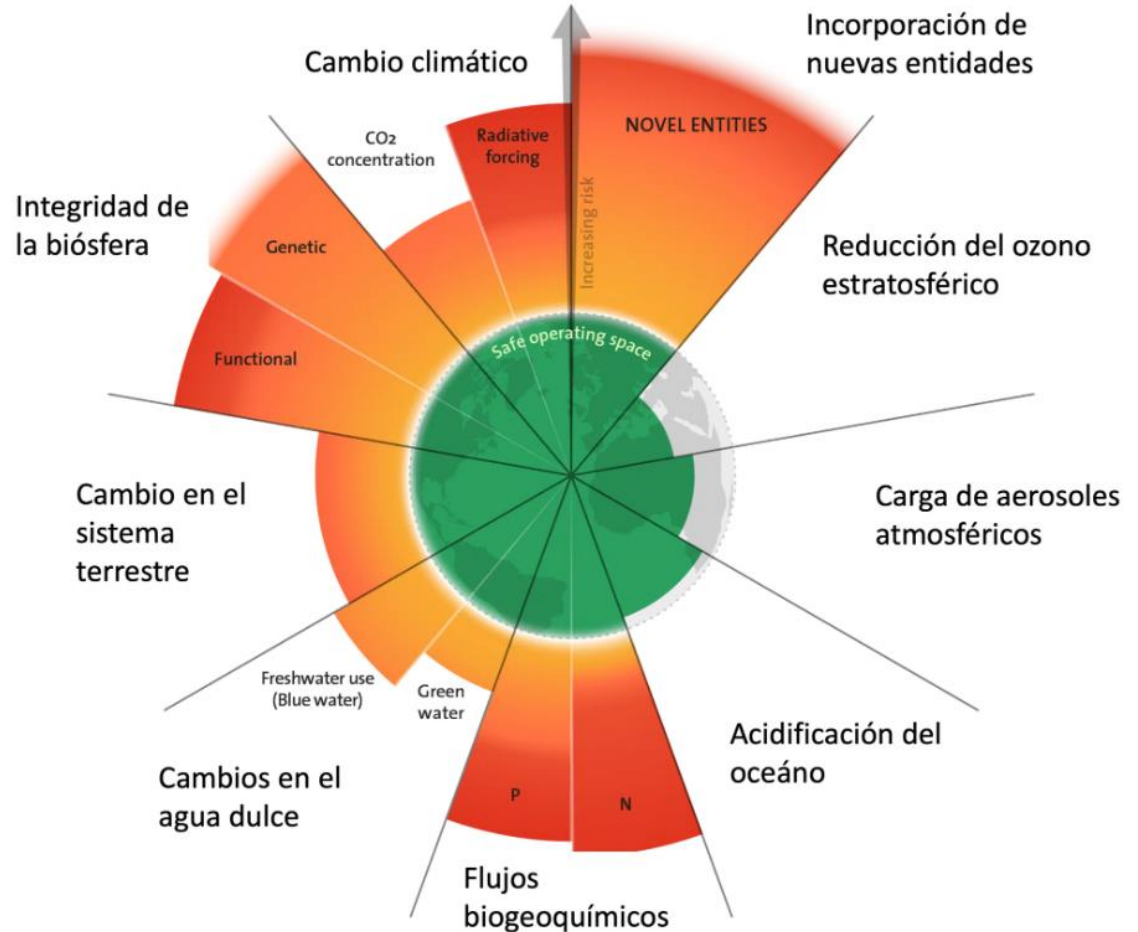 Cambio climático
Incorporación de
nuevas entidades
CO2
concentration
Radiative
forcing
NOVEL ENTITIES
Increasing risk
Integridad de
la biósfera
Genetic
Functional
Reducción del ozono
estratosférico
Safe operating space
Cambio en el
sistema
terrestre
Carga de aerosoles
atmosféricos
Freshwater use
(Blue water)
Green
water
Cambios en el
agua dulce
P
N
Acidificación del
oceáno
Flujos
biogeoquímicos